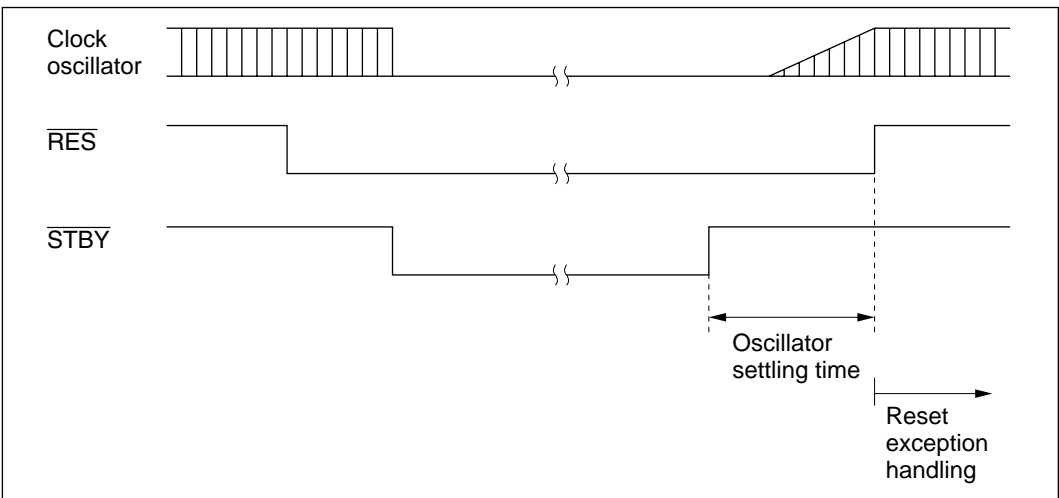 Clock
oscillator
RES
STBY
Oscillator
settling time
Reset
exception
handling